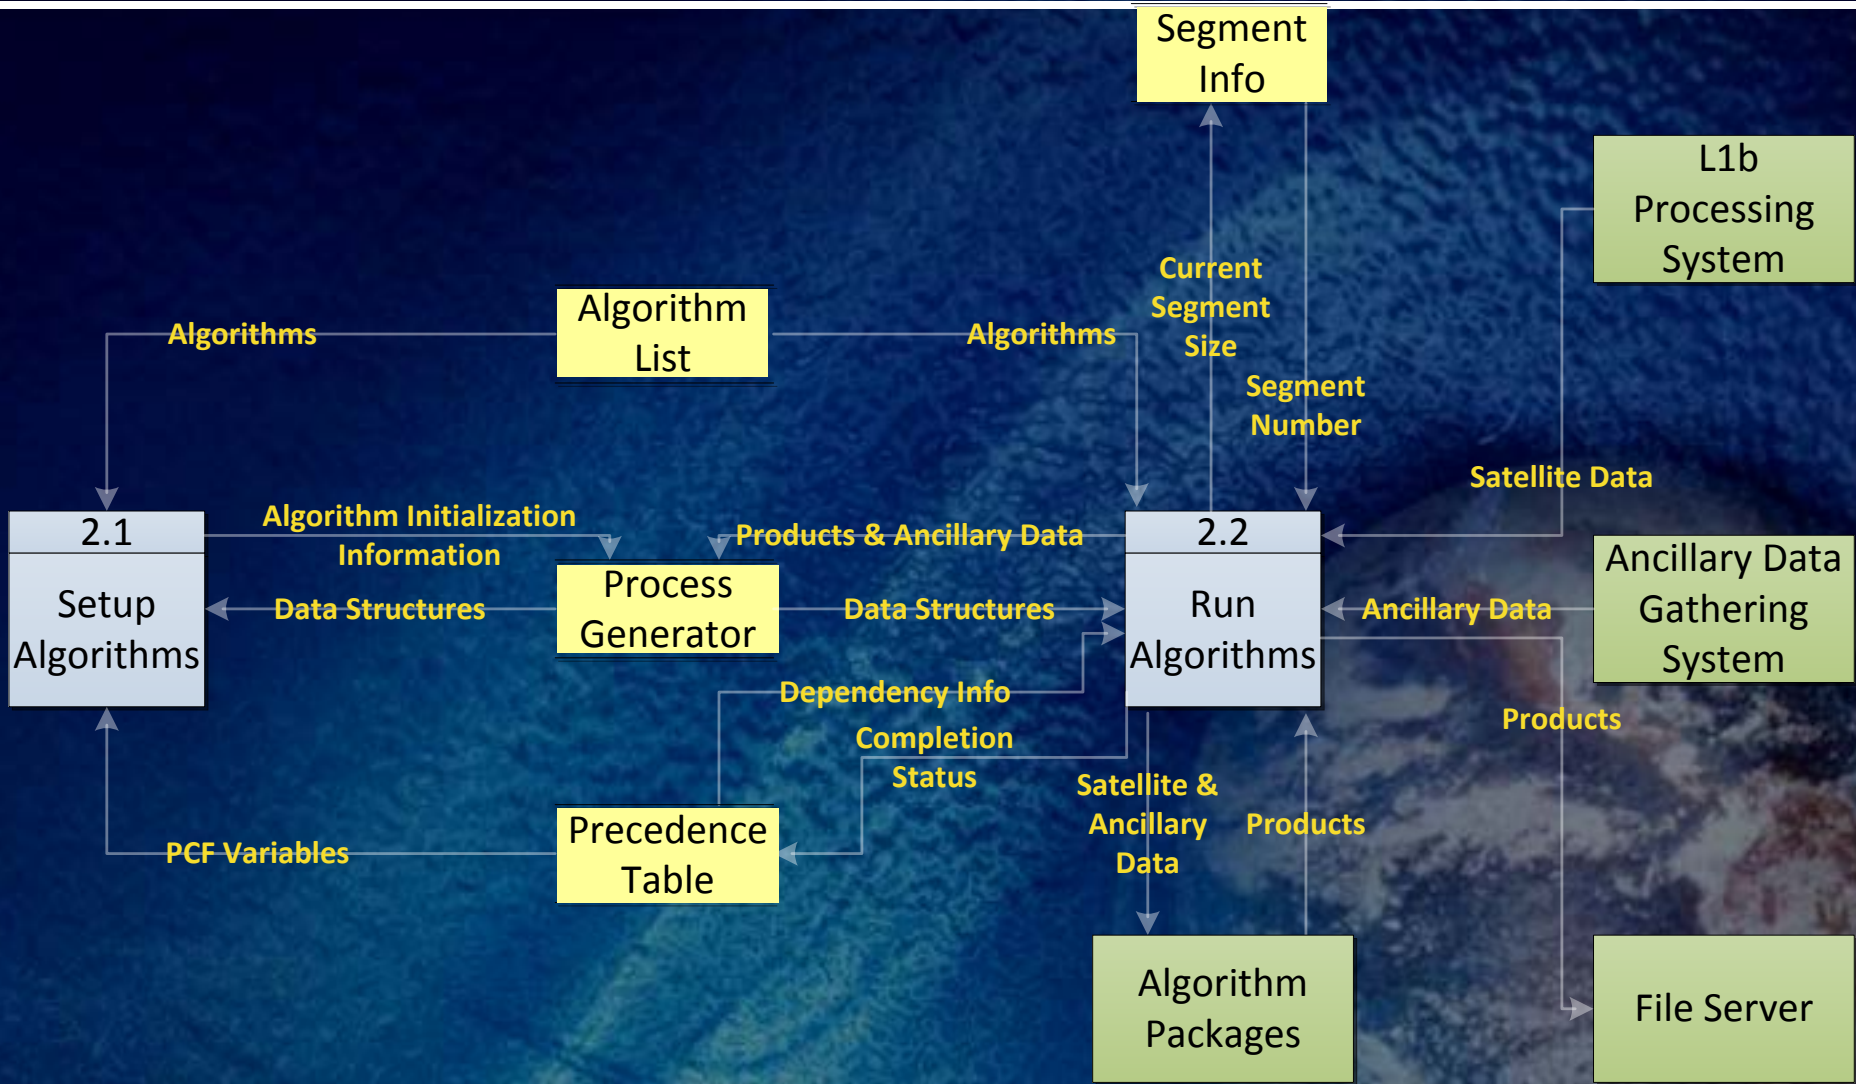 Segment
Info
L1b
Processing
System
Current
Segment
Size
Algorithm
List
Algorithms
Algorithms
Segment
Number
Satellite Data
2.1
Setup
Algorithms
Algorithm Initialization
Information
Products & Ancillary Data
2.2
Run
Algorithms
Process
Generator
Data Structures
Data Structures
Ancillary Data
Ancillary Data
Gathering
System
Dependency Info
Completion
Status
Products
Satellite &
Ancillary
Data
Products
PCF Variables
Precedence
Table
Algorithm
Packages
File Server